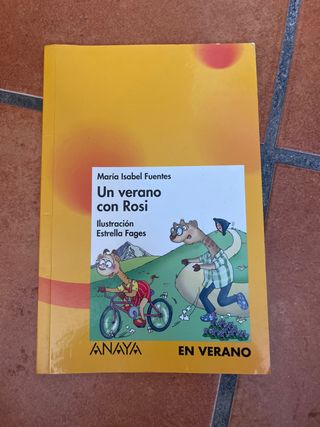 María Isabel Fuentes
Un verano
con Rosi
Ilustración
Estrella Fages
ANAYA
EN VERANO